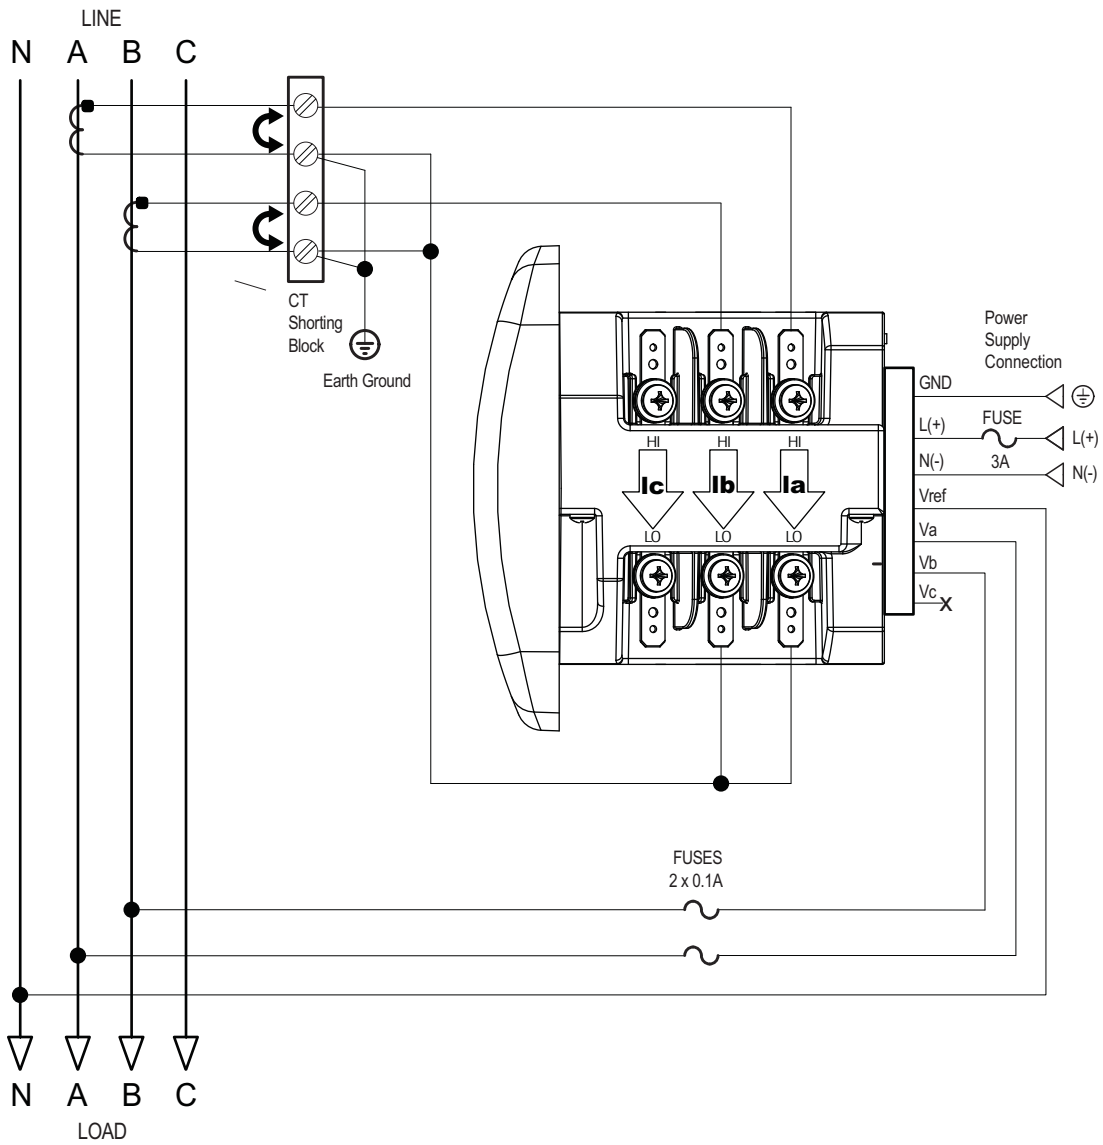 LINE
N A B C
CT
Shorting
Block
Earth Ground
Power
Supply
Connection
GND
L(+)
FUSE
3A
L(+)
N(-)
N(-)
Vref
Va
Vb
Vc
X
HI HI HI
Ic Ib Ia
LO LO LO
FUSES
2 x 0.1A
N A B C
LOAD